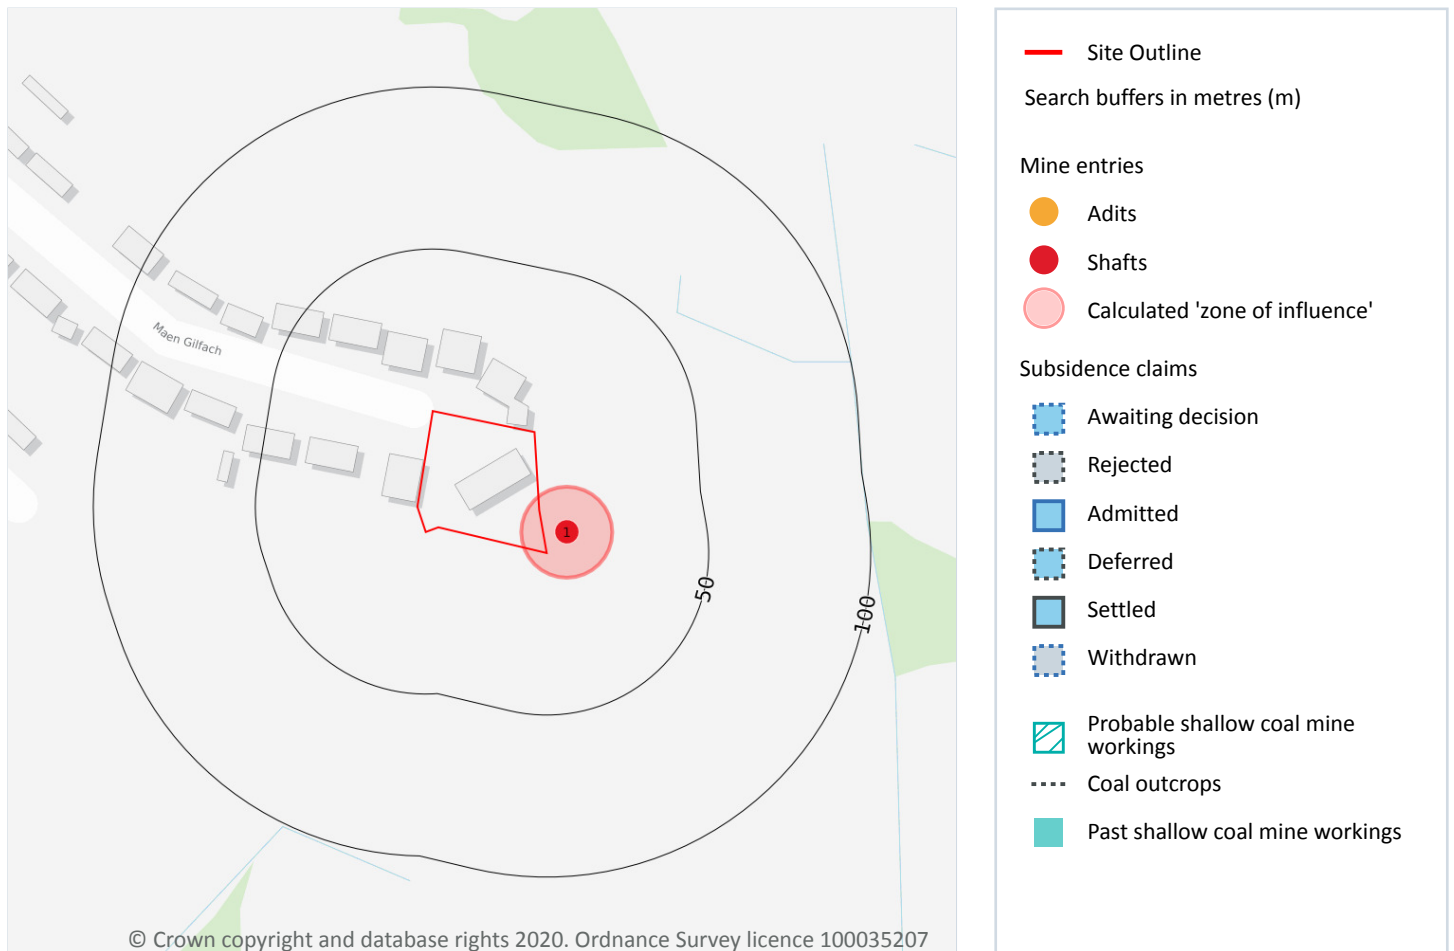 Maen Gilfach
1
50
100
© Crown copyright and database rights 2020. Ordnance Survey licence 100035207
Site Outline
Search buffers in metres (m)
Mine entries
Adits
Shafts
Calculated 'zone of influence'
Subsidence claims
Awaiting decision
Rejected
Admitted
Deferred
Settled
Withdrawn
Probable shallow coal mine
workings
Coal outcrops
Past shallow coal mine workings